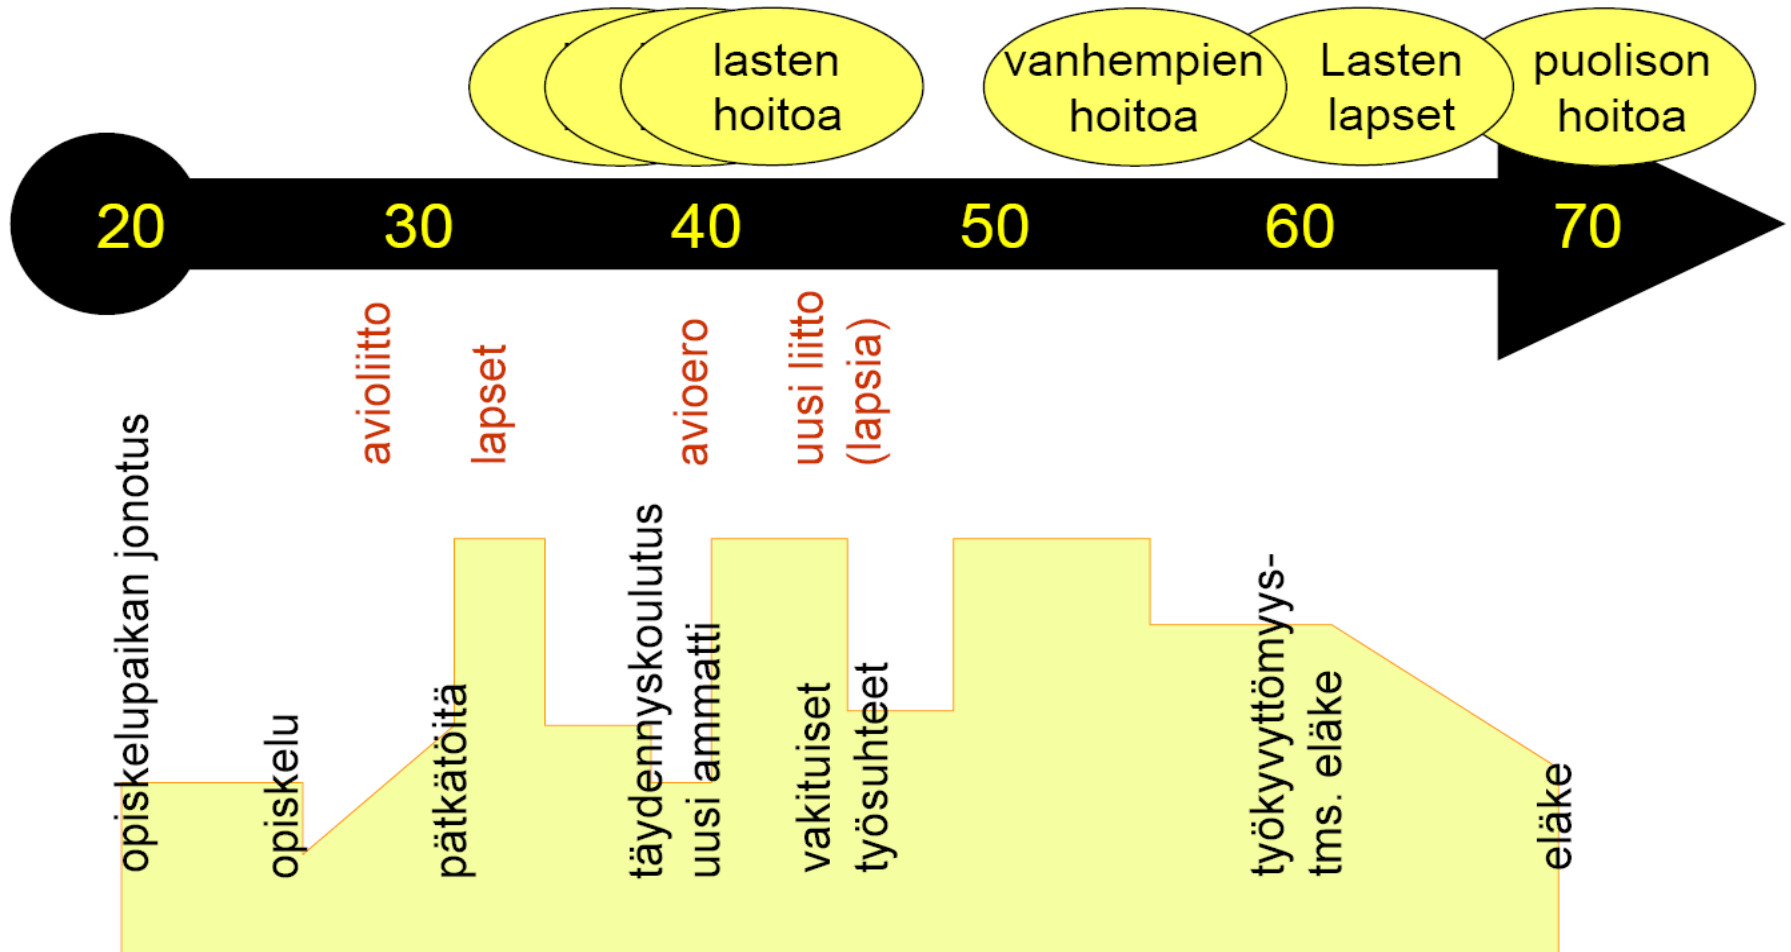 lasten
hoitoa
vanhempien
hoitoa
Lasten
lapset
puolison
hoitoa
20 30 40 50 60 70
avioliitto
lapset
avioero
uusi liitto
(lapsia)
opiskelupaikan jonotus
opiskelu
pätkätöitä
täydennyskoulutus
uusi ammatti
vakituiset
työsuhteet
työkyvyttömyys-
tms. eläke
eläke